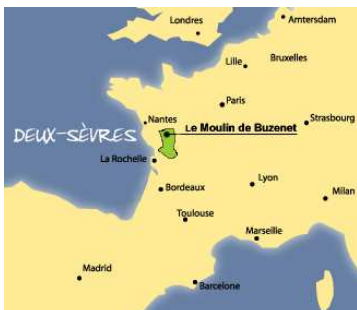 Londres
Amtersdam
Lille
Bruxelles
Paris
Nantes
Strasbourg
Le Moulin de Buzenet
DEUX-SÈVRES
La Rochelle
Lyon
Bordeaux
Milan
Toulouse
Marseille
Madrid
Barcelone